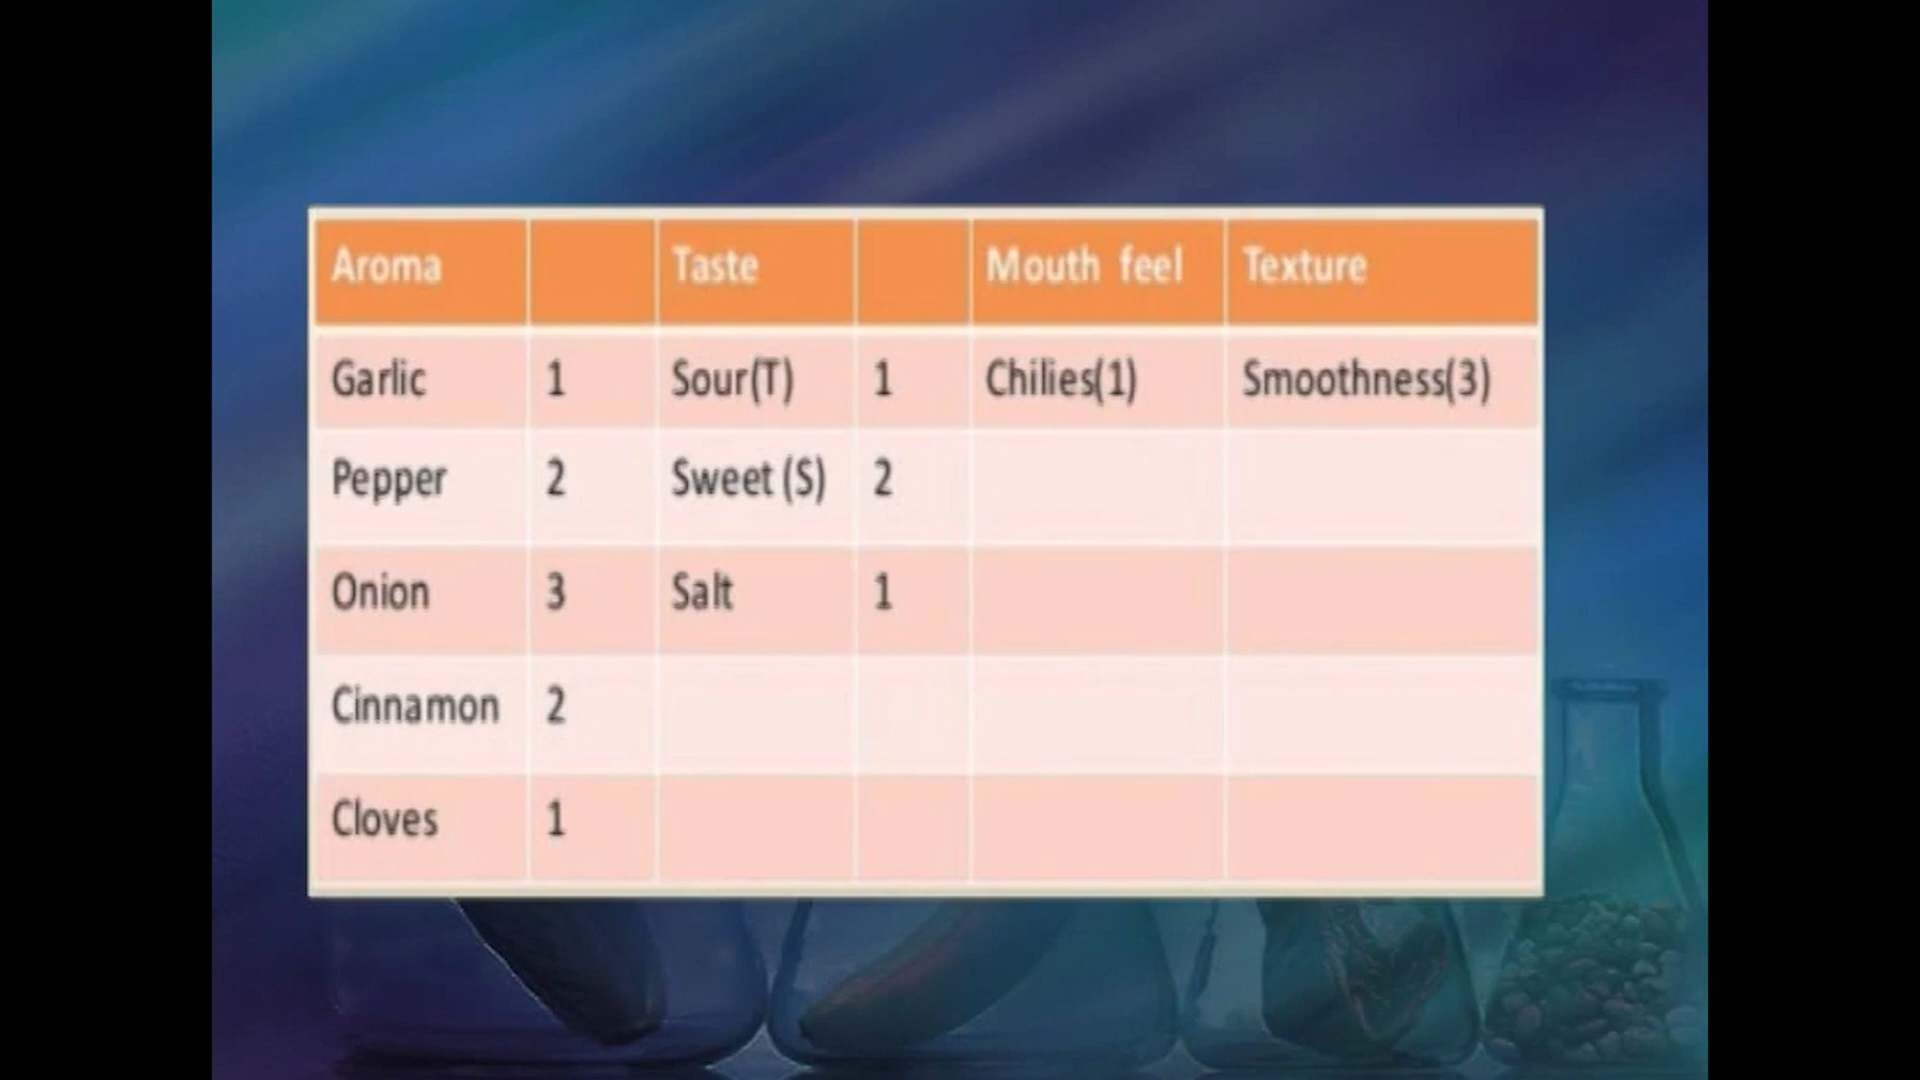 Aroma Taste Mouth feel Texture
Garlic 1 Sour(T) 1 Chilies(1) Smoothness(3)
Pepper 2 Sweet (S) 2
Onion 3 Salt 1
Cinnamon 2
Cloves 1